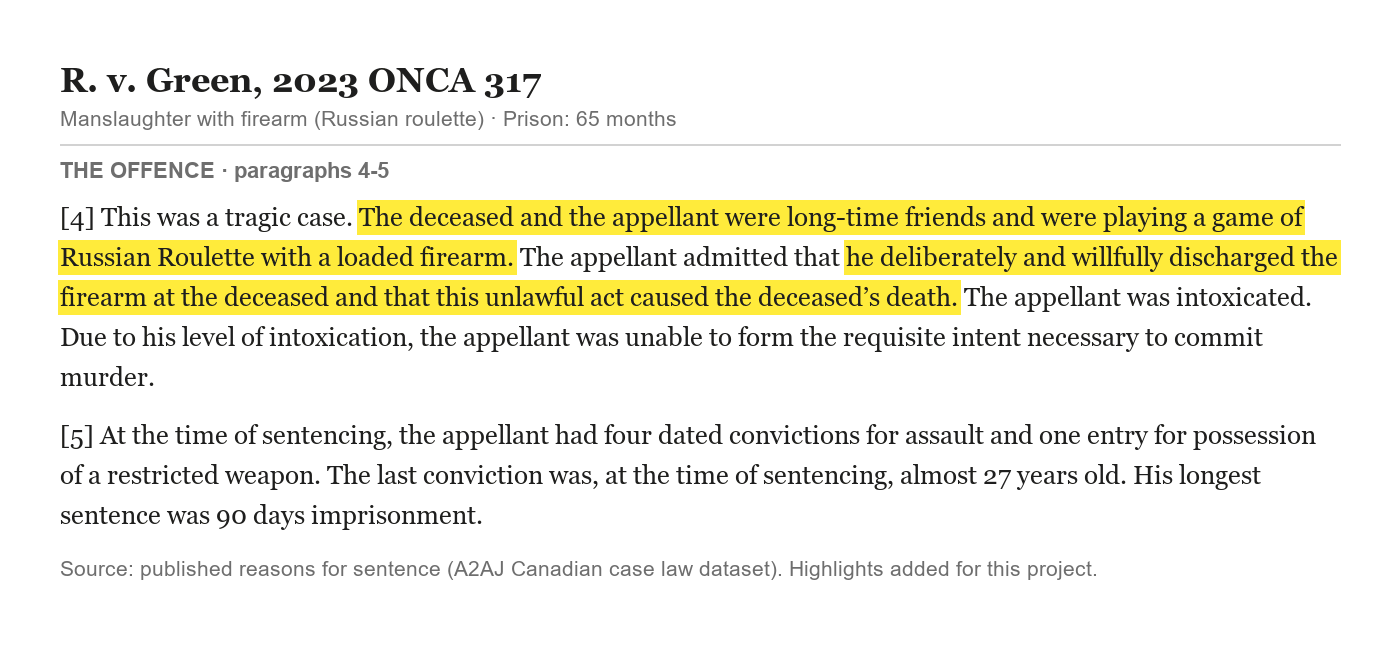 R. v. Green, 2023 ONCA 317
Manslaughter with firearm (Russian roulette) · Prison: 65 months
THE OFFENCE · paragraphs 4-5
[4] This was a tragic case. The deceased and the appellant were long-time friends and were playing a game of
Russian Roulette with a loaded firearm. The appellant admitted that he deliberately and willfully discharged the
firearm at the deceased and that this unlawful act caused the deceased’s death. The appellant was intoxicated.
Due to his level of intoxication, the appellant was unable to form the requisite intent necessary to commit
murder.
[5] At the time of sentencing, the appellant had four dated convictions for assault and one entry for possession
of a restricted weapon. The last conviction was, at the time of sentencing, almost 27 years old. His longest
sentence was 90 days imprisonment.
Source: published reasons for sentence (A2AJ Canadian case law dataset). Highlights added for this project.